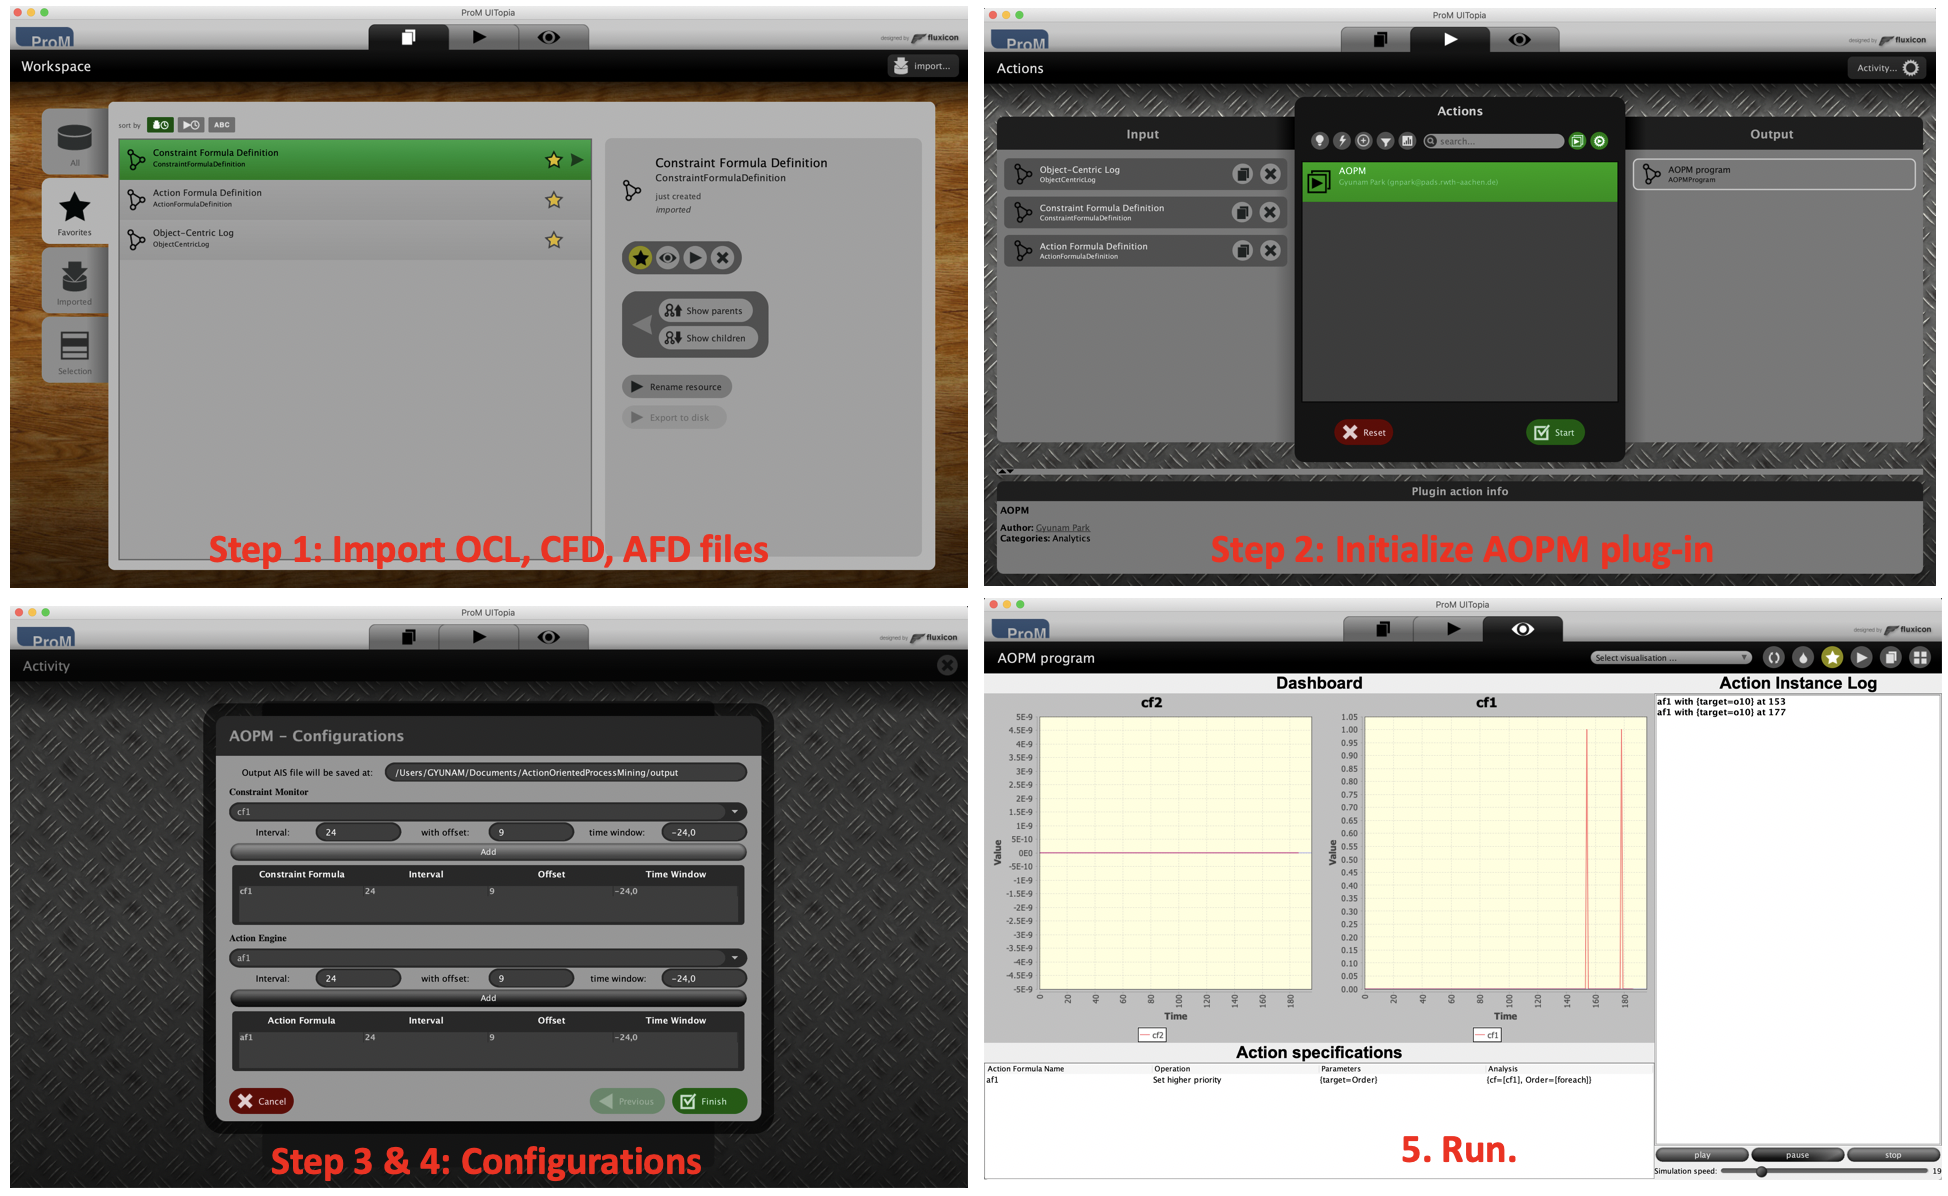 ProM UITopia
ProM
designed by fluxicon
Workspace
import...
sort by
ABC
All
Favorites
Imported
Selection
Constraint Formula Definition
ConstraintFormulaDefinition
Action Formula Definition
ActionFormulaDefinition
Object-Centric Log
ObjectCentricLog
Constraint Formula Definition
ConstraintFormulaDefinition
just created
imported
Show parents
Show children
Rename resource
Export to disk
Step 1: Import OCL, CFD, AFD files
ProM UITopia
ProM
designed by fluxicon
Actions
Activity...
Input
Object-Centric Log
ObjectCentricLog
Constraint Formula Definition
ConstraintFormulaDefinition
Action Formula Definition
ActionFormulaDefinition
Actions
search...
AOPM
Gyunam Park (gnpark@pads.rwth-aachen.de)
Reset
Start
Output
AOPM program
AOPMProgram
Plugin action info
AOPM
Author: Gyunam Park
Categories: Analytics
Step 2: Initialize AOPM plug-in
ProM UITopia
ProM
designed by fluxicon
Activity
AOPM – Configurations
Output AIS file will be saved at: /Users/GYUNAM/Documents/ActionOrientedProcessMining/output
Constraint Monitor
cf1
Interval: 24 with offset: 9 time window: -24,0
Add
Constraint Formula Interval Offset Time Window
cf1 24 9 -24,0
Action Engine
af1
Interval: 24 with offset: 9 time window: -24,0
Add
Action Formula Interval Offset Time Window
af1 24 9 -24,0
Cancel
Previous
Finish
Step 3 & 4: Configurations
ProM UITopia
ProM
designed by fluxicon
AOPM program
Select visualisation ...
Dashboard
cf2
5E-9
4.5E-9
4E-9
3.5E-9
3E-9
2.5E-9
2E-9
1.5E-9
1E-9
5E-10
0E0
-5E-10
-1E-9
-1.5E-9
-2E-9
-2.5E-9
-3E-9
-3.5E-9
-4E-9
-4.5E-9
-5E-9
Value
0 20 40 60 80 100 120 140 160 180
Time
cf2
cf1
1.05
1.00
0.95
0.90
0.85
0.80
0.75
0.70
0.65
0.60
0.55
0.50
0.45
0.40
0.35
0.30
0.25
0.20
0.15
0.10
0.05
0.00
Value
0 20 40 60 80 100 120 140 160 180
Time
cf1
Action Instance Log
af1 with {target=o10} at 153
af1 with {target=o10} at 177
Action specifications
Action Formula Name Operation Parameters Analysis
af1 Set higher priority {target=Order} {cf=[cf1], Order=[foreach]}
5. Run.
play
pause
stop
Simulation speed: 19